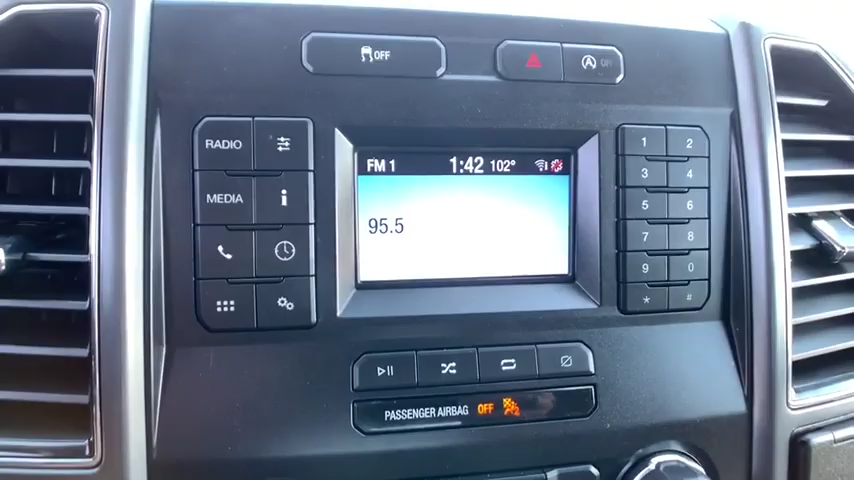 OFF
A OFF
RADIO
MEDIA
FM 1 1:42 102°
95.5
1 2
3 4
5 6
7 8
9 0
* #
PASSENGER AIRBAG OFF